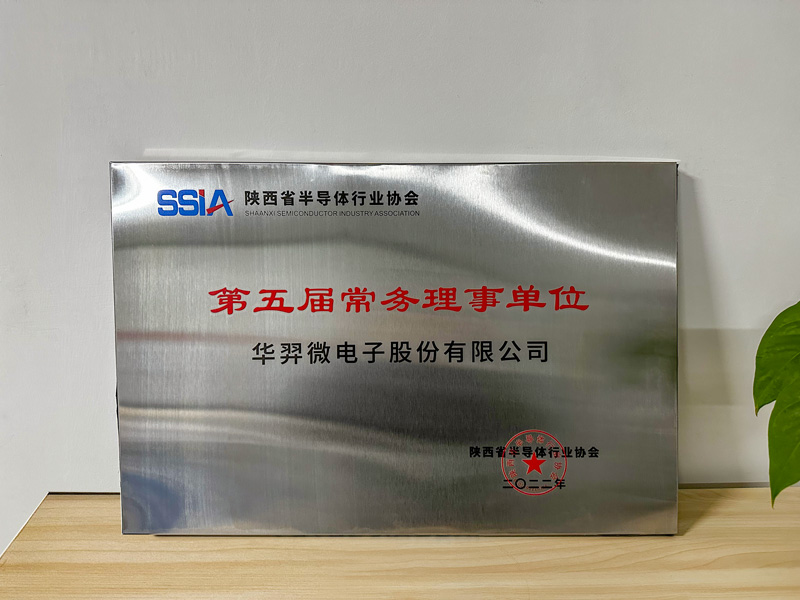 SSIA 陕西省半导体行业协会
SHAANXI SEMICONDUCTOR INDUSTRY ASSOCIATION
第五届常务理事单位
华羿微电子股份有限公司
陕西省半导体行业协会
二〇二二年